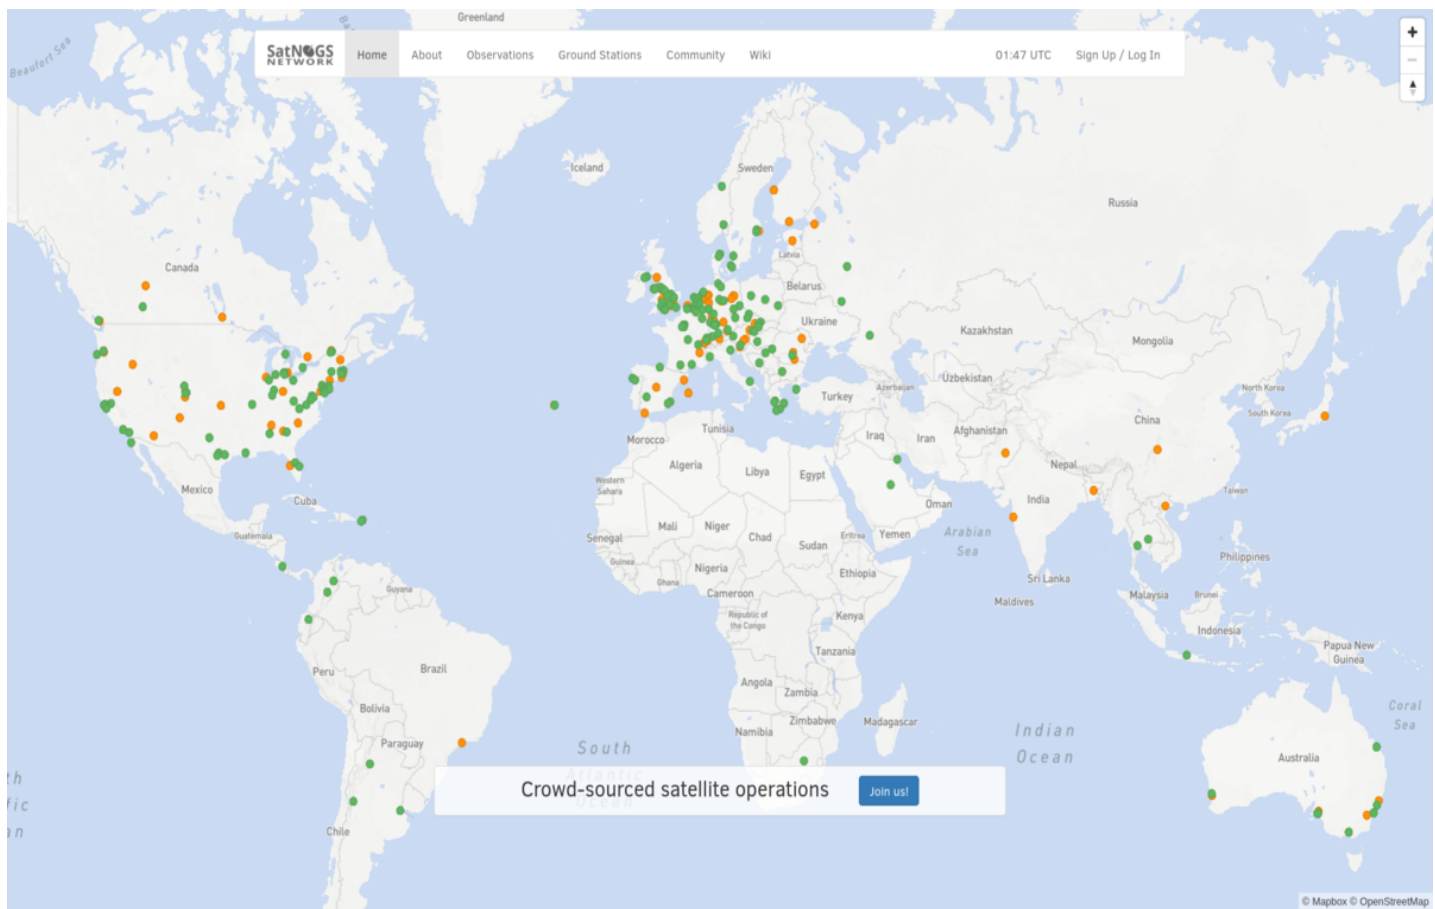 Greenland
Beaufort Sea
SatNOGS
NETWORK
Home
About
Observations
Ground Stations
Community
Wiki
01:47 UTC
Sign Up / Log In
Iceland
Sweden
Russia
Canada
Latvia
Belarus
Ukraine
Kazakhstan
Mongolia
Uzbekistan
Azerbaijan
North Korea
South Korea
Turkey
China
Afghanistan
Iraq
Iran
Tunisia
Morocco
Algeria
Libya
Egypt
Nepal
Western
Sahara
Mexico
Cuba
India
Taiwan
Oman
Guatemala
Mali
Niger
Chad
Sudan
Eritrea
Yemen
Arabian
Sea
Senegal
Guinea
Ghana
Nigeria
Ethiopia
Philippines
Guyana
Cameroon
Sri Lanka
Maldives
Malaysia
Brunei
Republic of
the Congo
Kenya
Indonesia
Papua New
Guinea
Tanzania
Peru
Brazil
Angola
Zambia
Bolivia
Zimbabwe
Madagascar
Namibia
Paraguay
Coral
Sea
Indian
Ocean
South
Atlantic
Ocean
Australia
Chile
th
fic
an
Crowd-sourced satellite operations
Join us!
© Mapbox © OpenStreetMap